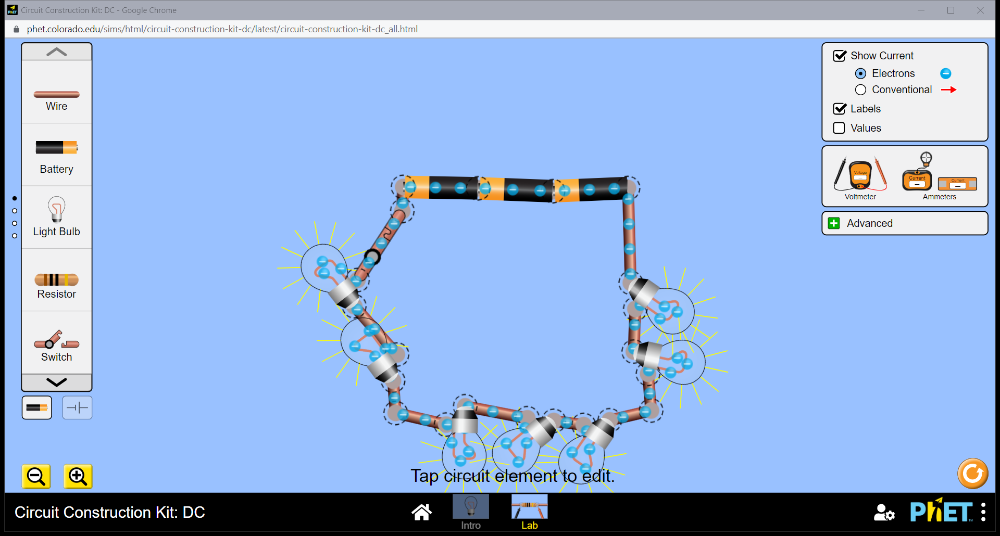 Circuit Construction Kit: DC - Google Chrome
phet.colorado.edu/sims/html/circuit-construction-kit-dc/latest/circuit-construction-kit-dc_all.html
Wire
Battery
Light Bulb
Resistor
Switch
Show Current
Electrons
Conventional
Labels
Values
Voltage
Current
Current
Voltmeter
Ammeters
Advanced
Tap circuit element to edit.
Circuit Construction Kit: DC
Intro
Lab
PhET